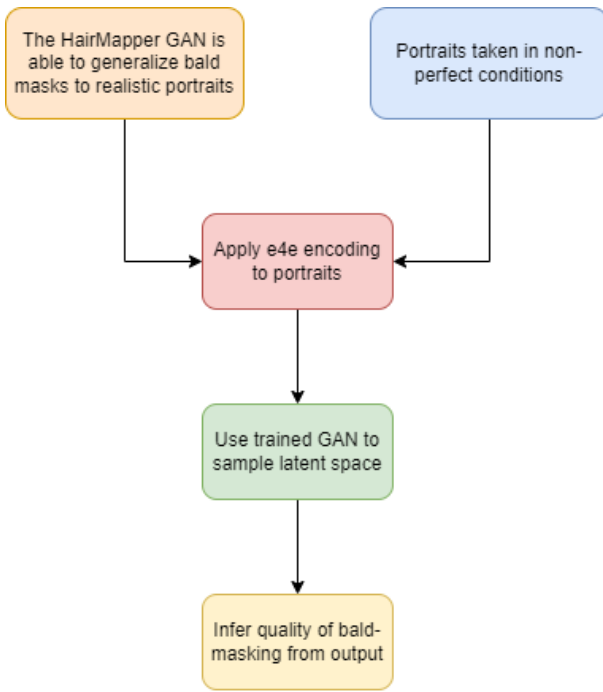 The HairMapper GAN is
able to generalize bald
masks to realistic portraits
Portraits taken in non-
perfect conditions
Apply e4e encoding
to portraits
Use trained GAN to
sample latent space
Infer quality of bald-
masking from output